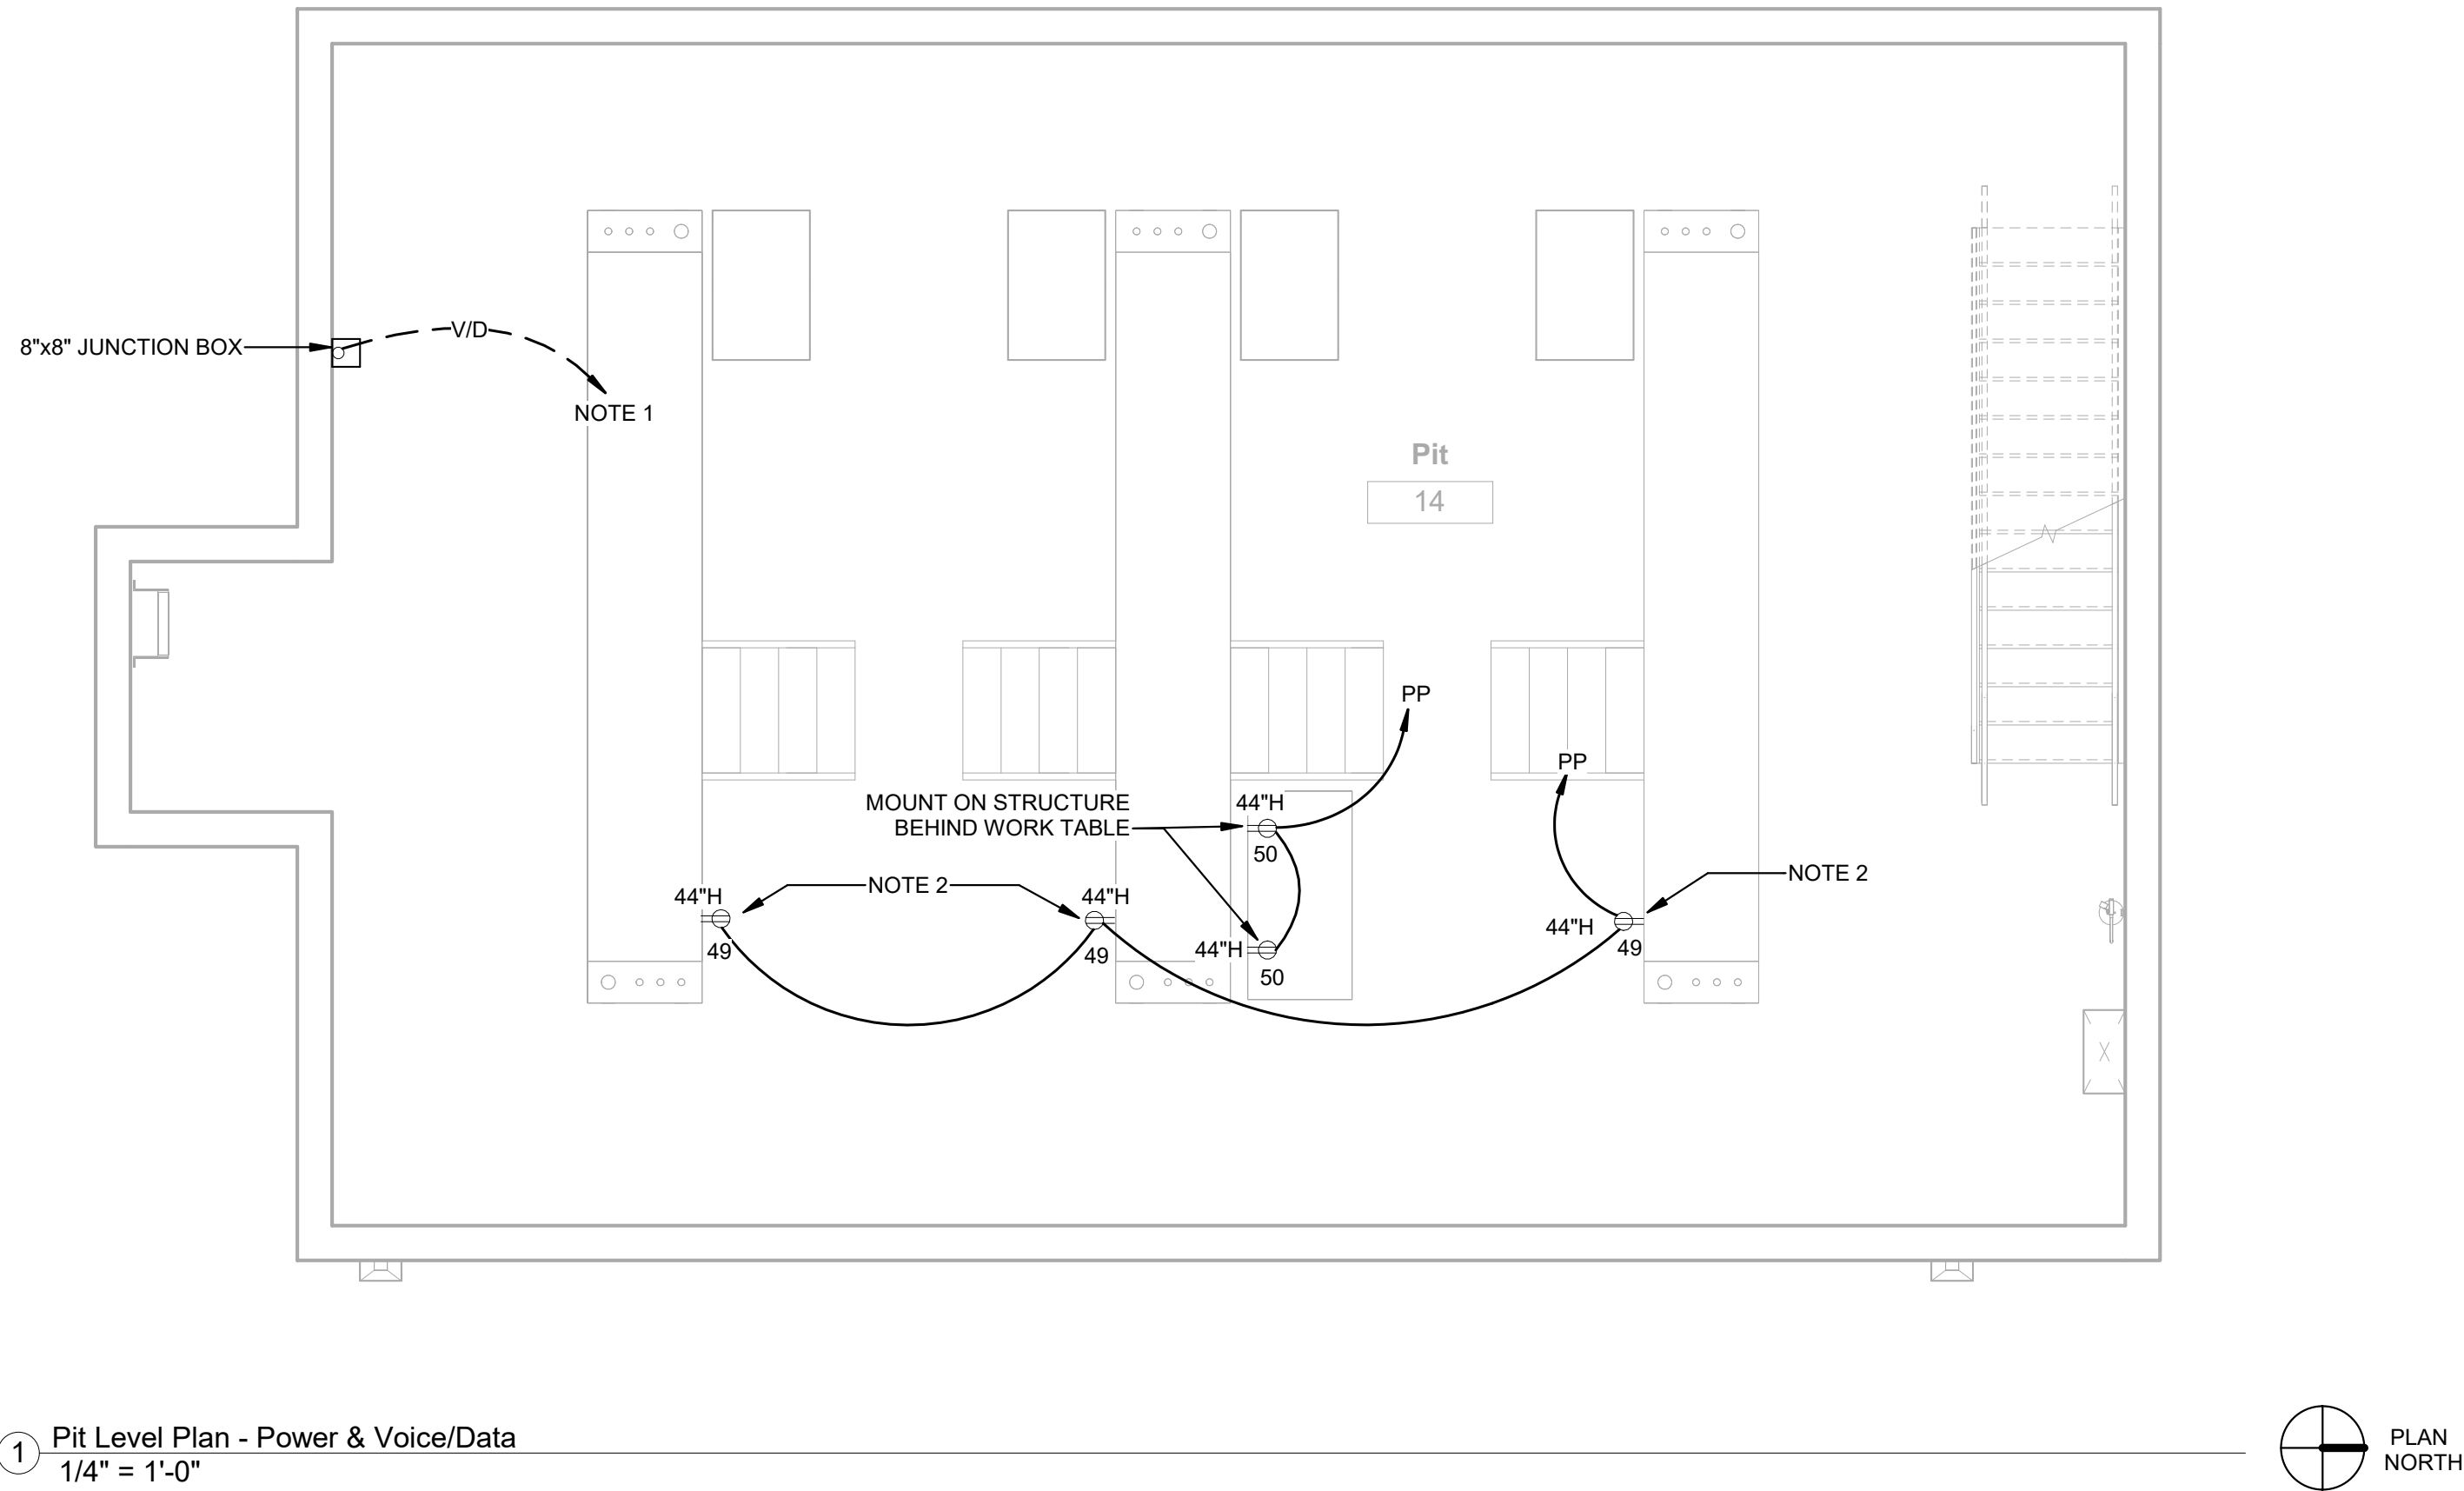 8"x8" JUNCTION BOX
V/D
NOTE 1
Pit
14
PP
PP
MOUNT ON STRUCTURE
BEHIND WORK TABLE
44"H
50
NOTE 2
NOTE 2
44"H
44"H
44"H
44"H
49
49
49
50
1
Pit Level Plan - Power & Voice/Data
1/4" = 1'-0"
PLAN
NORTH